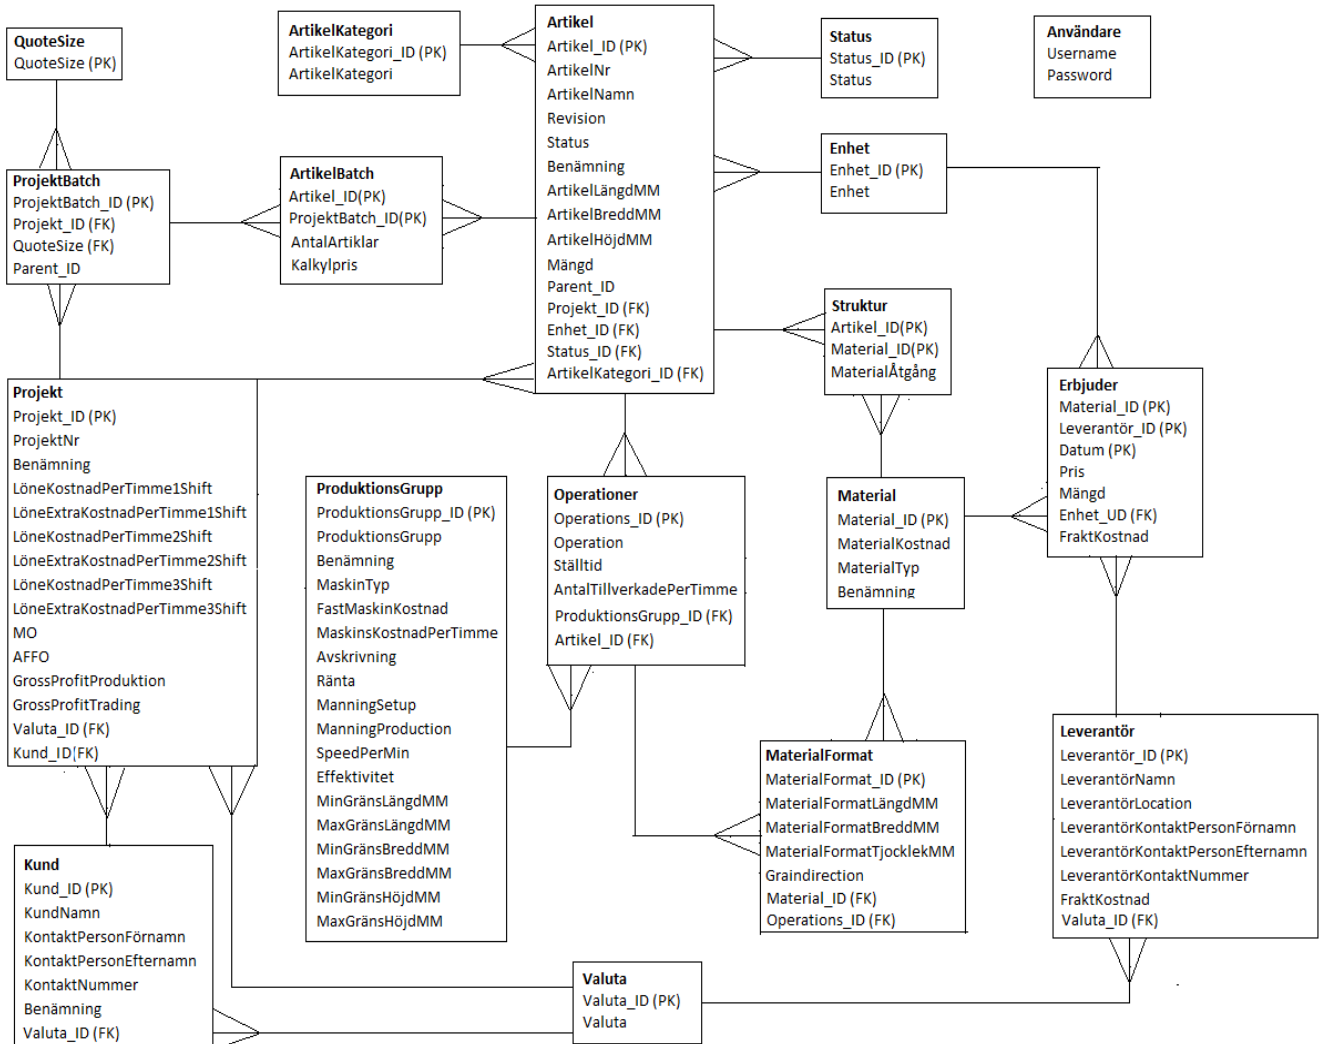 QuoteSize
QuoteSize (PK)
ArtikelKategori
ArtikelKategori_ID (PK)
ArtikelKategori
Artikel
Artikel_ID (PK)
ArtikelNr
ArtikelNamn
Revision
Status
Benämning
ArtikelLängdMM
ArtikelBreddMM
ArtikelHöjdMM
Mängd
Parent_ID
Projekt_ID (FK)
Enhet_ID (FK)
Status_ID (FK)
ArtikelKategori_ID (FK)
Status
Status_ID (PK)
Status
Användare
Username
Password
Enhet
Enhet_ID (PK)
Enhet
ProjektBatch
ProjektBatch_ID (PK)
Projekt_ID (FK)
QuoteSize (FK)
Parent_ID
ArtikelBatch
Artikel_ID(PK)
ProjektBatch_ID(PK)
AntalArtiklar
Kalkylpris
Struktur
Artikel_ID(PK)
Material_ID(PK)
MaterialÅtgång
Erbjuder
Material_ID (PK)
Leverantör_ID (PK)
Datum (PK)
Pris
Mängd
Enhet_UD (FK)
FraktKostnad
Projekt
Projekt_ID (PK)
ProjektNr
Benämning
LöneKostnadPerTimme1Shift
LöneExtraKostnadPerTimme1Shift
LöneKostnadPerTimme2Shift
LöneExtraKostnadPerTimme2Shift
LöneKostnadPerTimme3Shift
LöneExtraKostnadPerTimme3Shift
MO
AFFO
GrossProfitProduktion
GrossProfitTrading
Valuta_ID (FK)
Kund_ID(FK)
ProduktionsGrupp
ProduktionsGrupp_ID (PK)
ProduktionsGrupp
Benämning
MaskinTyp
FastMaskinKostnad
MaskinsKostnadPerTimme
Avskrivning
Ränta
ManningSetup
ManningProduction
SpeedPerMin
Effektivitet
MinGränsLängdMM
MaxGränsLängdMM
MinGränsBreddMM
MaxGränsBreddMM
MinGränsHöjdMM
MaxGränsHöjdMM
Operationer
Operations_ID (PK)
Operation
Ställtid
AntalTillverkadePerTimme
ProduktionsGrupp_ID (FK)
Artikel_ID (FK)
Material
Material_ID (PK)
MaterialKostnad
MaterialTyp
Benämning
MaterialFormat
MaterialFormat_ID (PK)
MaterialFormatLängdMM
MaterialFormatBreddMM
MaterialFormatTjocklekMM
Graindirection
Material_ID (FK)
Operations_ID (FK)
Leverantör
Leverantör_ID (PK)
LeverantörNamn
LeverantörLocation
LeverantörKontaktPersonFörnamn
LeverantörKontaktPersonEfternamn
LeverantörKontaktNummer
FraktKostnad
Valuta_ID (FK)
Kund
Kund_ID (PK)
KundNamn
KontaktPersonFörnamn
KontaktPersonEfternamn
KontaktNummer
Benämning
Valuta_ID (FK)
Valuta
Valuta_ID (PK)
Valuta